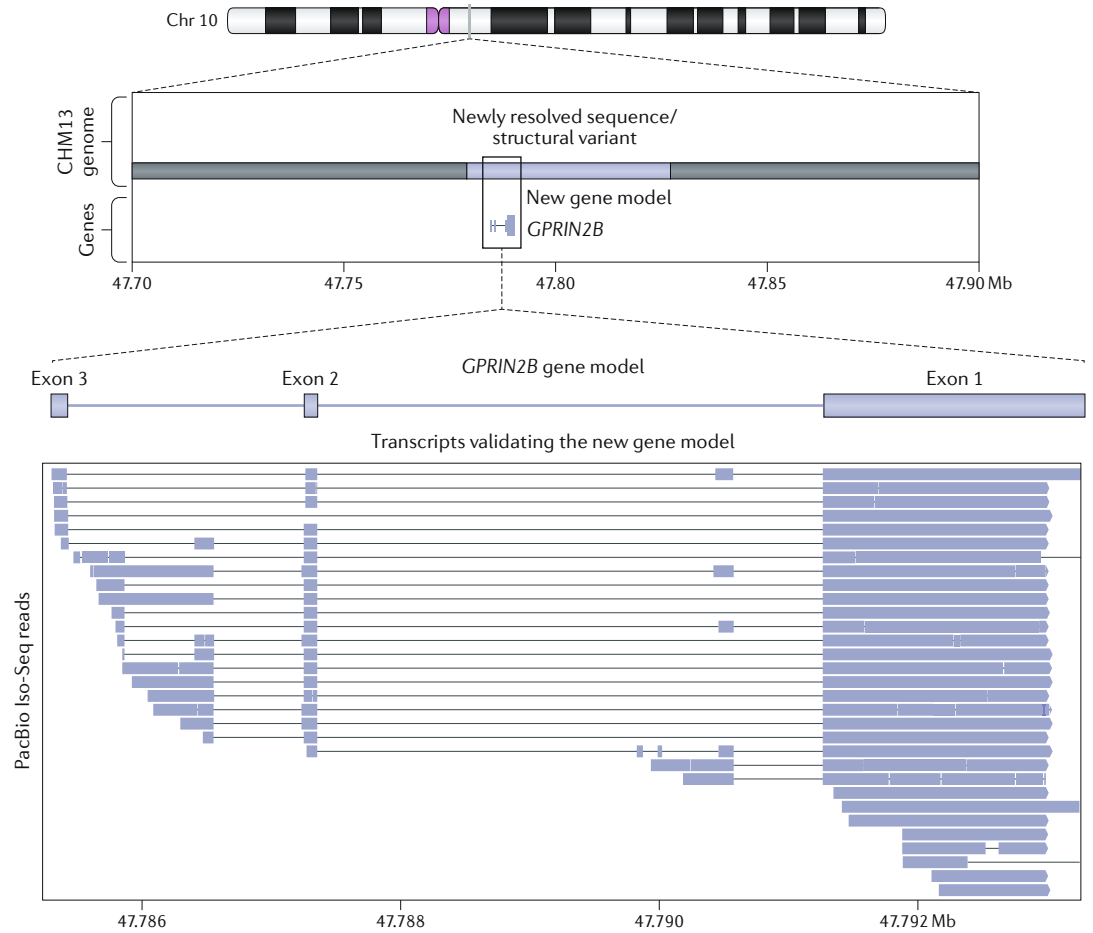 Chr 10
CHM13
genome
Newly resolved sequence/
structural variant
Genes
New gene model
GPRIN2B
47.70
47.75
47.80
47.85
47.90 Mb
GPRIN2B gene model
Exon 3
Exon 2
Exon 1
Transcripts validating the new gene model
PacBio Iso-Seq reads
47.786
47.788
47.790
47.792 Mb